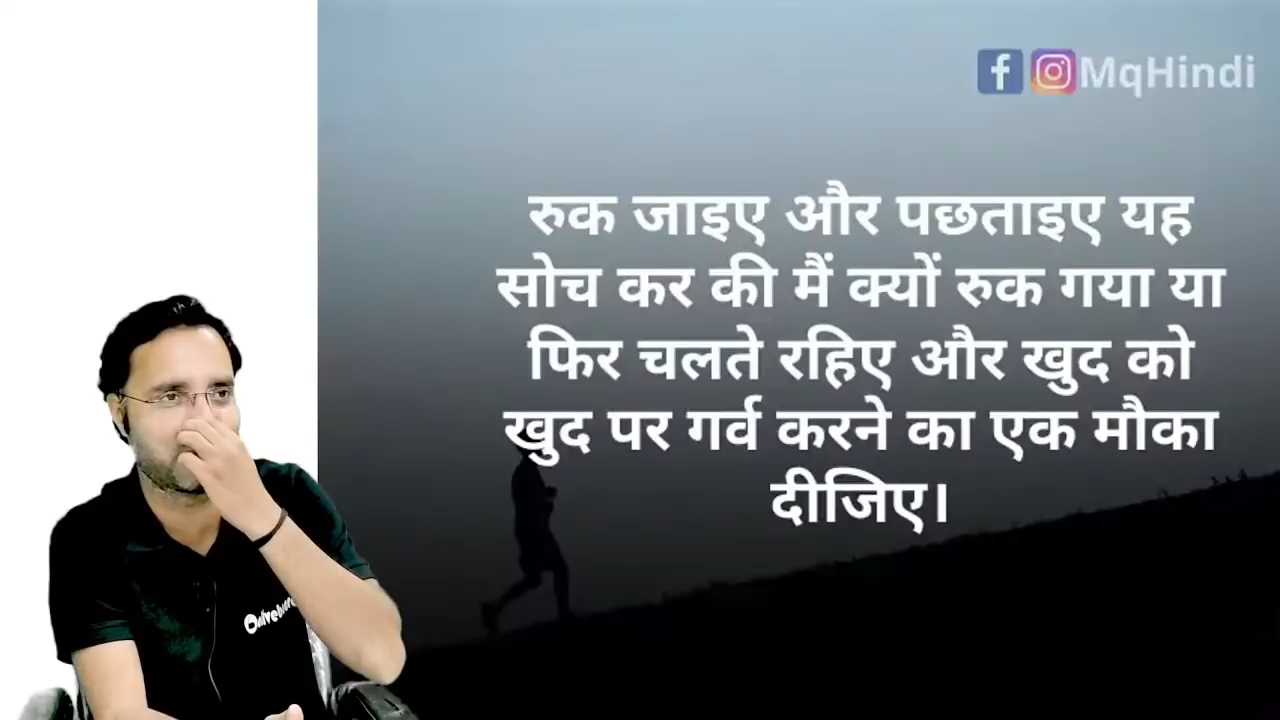 MqHindi
रुक जाइए और पछताइए यह
सोच कर की मैं क्यों रुक गया या
फिर चलते रहिए और खुद को
खुद पर गर्व करने का एक मौका
दीजिए।